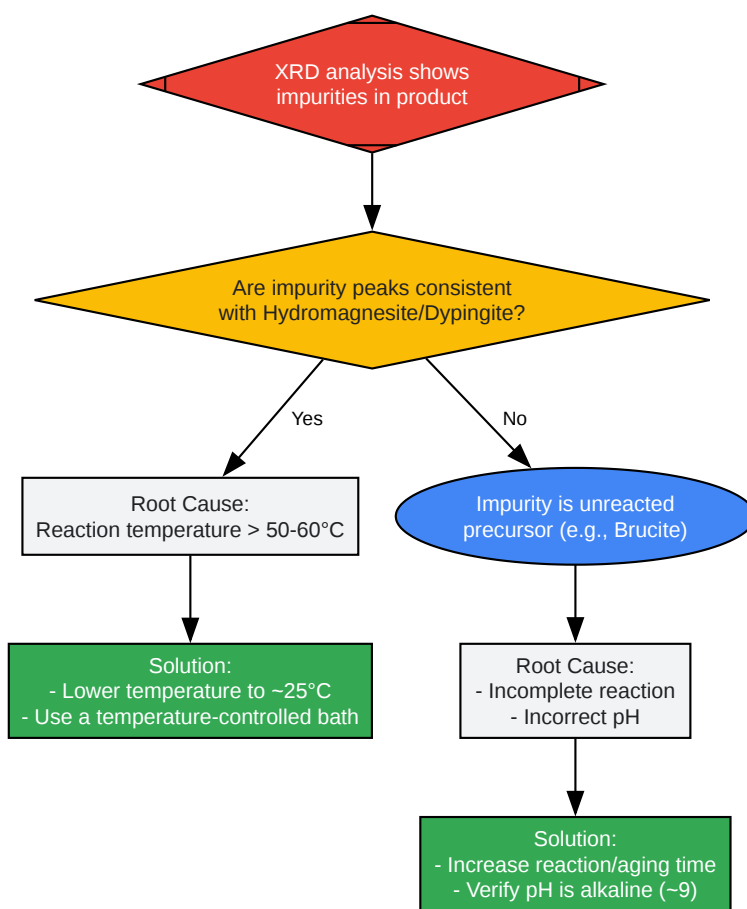 XRD analysis shows
impurities in product
Are impurity peaks consistent
with Hydromagnesite/Dypingite?
Yes
No
Root Cause:
Reaction temperature > 50-60°C
Impurity is unreacted
precursor (e.g., Brucite)
Solution:
- Lower temperature to ~25°C
- Use a temperature-controlled bath
Root Cause:
- Incomplete reaction
- Incorrect pH
Solution:
- Increase reaction/aging time
- Verify pH is alkaline (~9)